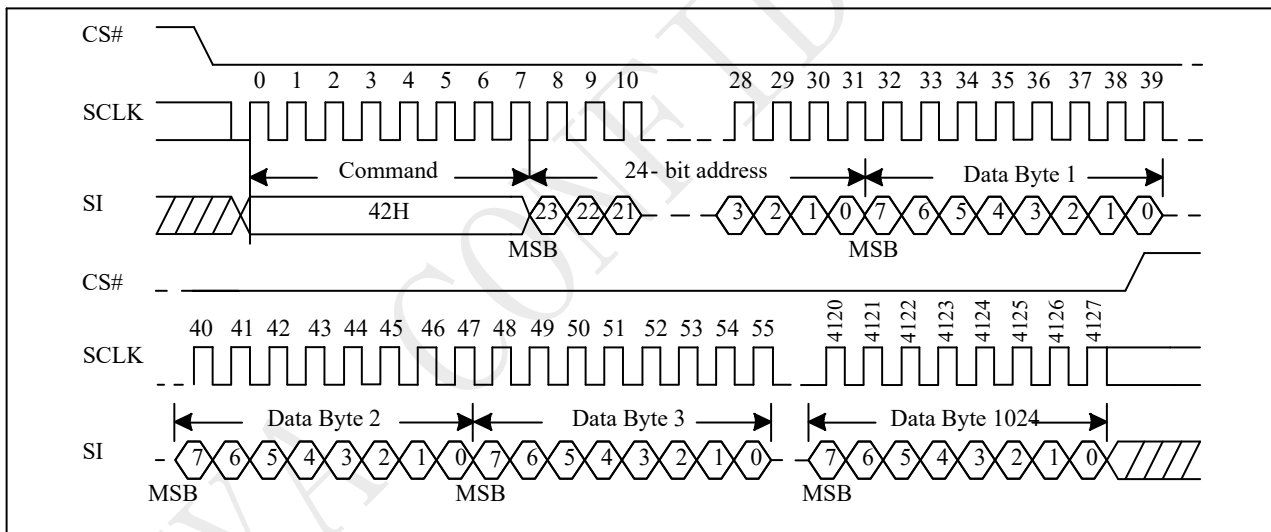 CS#
0 1 2 3 4 5 6 7 8 9 10 28 29 30 31 32 33 34 35 36 37 38 39
SCLK
Command 24- bit address Data Byte 1
SI 42H 23 22 21 3 2 1 0 7 6 5 4 3 2 1 0
MSB MSB
CS#
40 41 42 43 44 45 46 47 48 49 50 51 52 53 54 55 4120 4121 4122 4123 4124 4125 4126 4127
SCLK
Data Byte 2 Data Byte 3 Data Byte 1024
SI 7 6 5 4 3 2 1 0 7 6 5 4 3 2 1 0 7 6 5 4 3 2 1 0
MSB MSB MSB